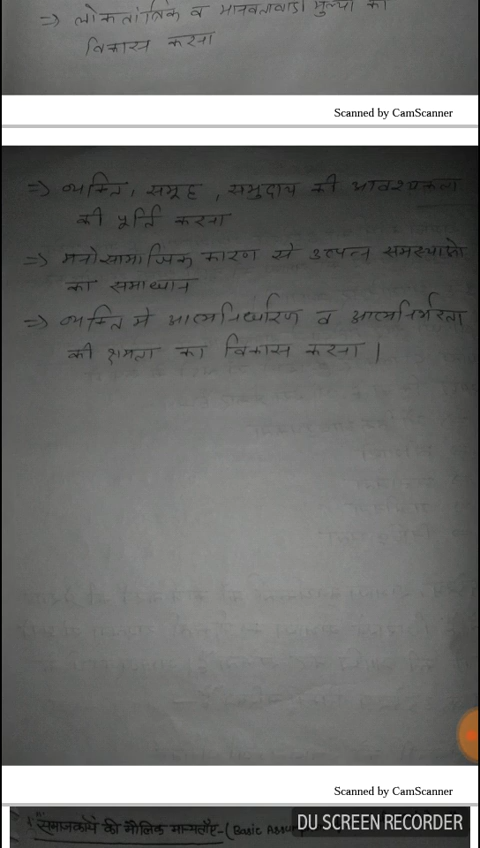 => लोकतांत्रिक व मानवतावादी मुल्यों का
विकास करना
Scanned by CamScanner
=> व्यक्ति, समूह, समुदाय की आवश्यकता
की पूर्ति करना
=> मनोसामाजिक कारण से उत्पन्न समस्याओं
का समाधान
=> व्यक्ति मे आत्मनिर्धारण व आत्मनिर्भरता
की क्षमता का विकास करना।
Scanned by CamScanner
समाजकार्य की मौलिक मान्यताएँ-(Basic
DU SCREEN RECORDER